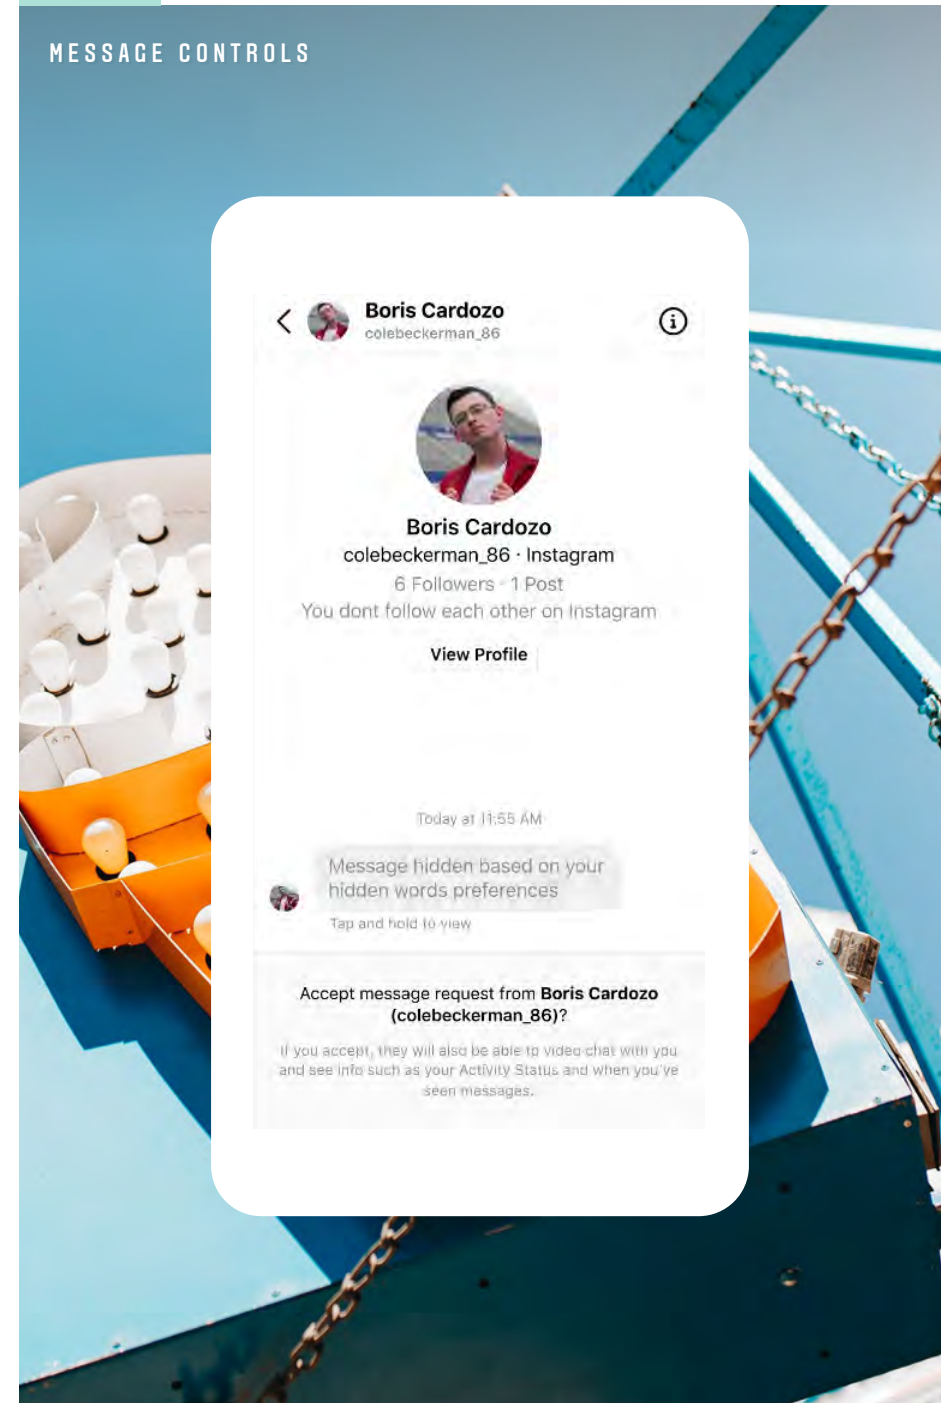 MESSAGE CONTROLS
Boris Cardozo
colebeckerman_86
Boris Cardozo
colebeckerman_86 · Instagram
6 Followers · 1 Post
You dont follow each other on Instagram
View Profile
Today at 11:55 AM
Message hidden based on your
hidden words preferences
Tap and hold to view
Accept message request from Boris Cardozo
(colebeckerman_86)?
If you accept, they will also be able to video chat with you
and see info such as your Activity Status and when you've
seen messages.